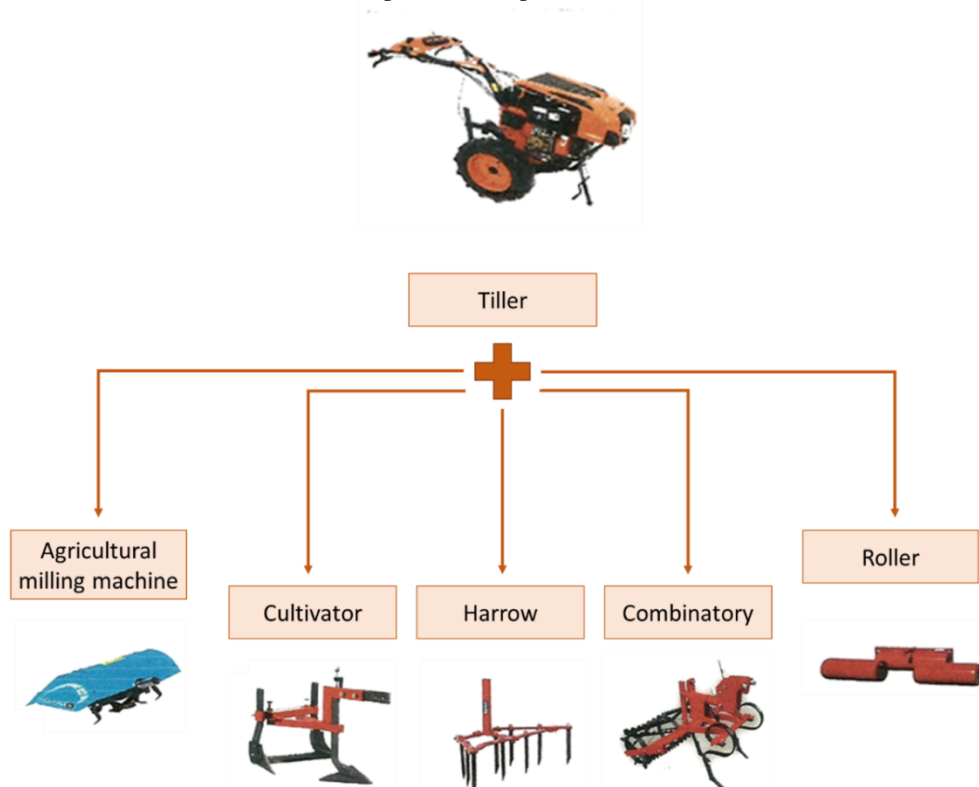 Tiller
Agricultural
milling machine
Roller
Cultivator
Harrow
Combinatory